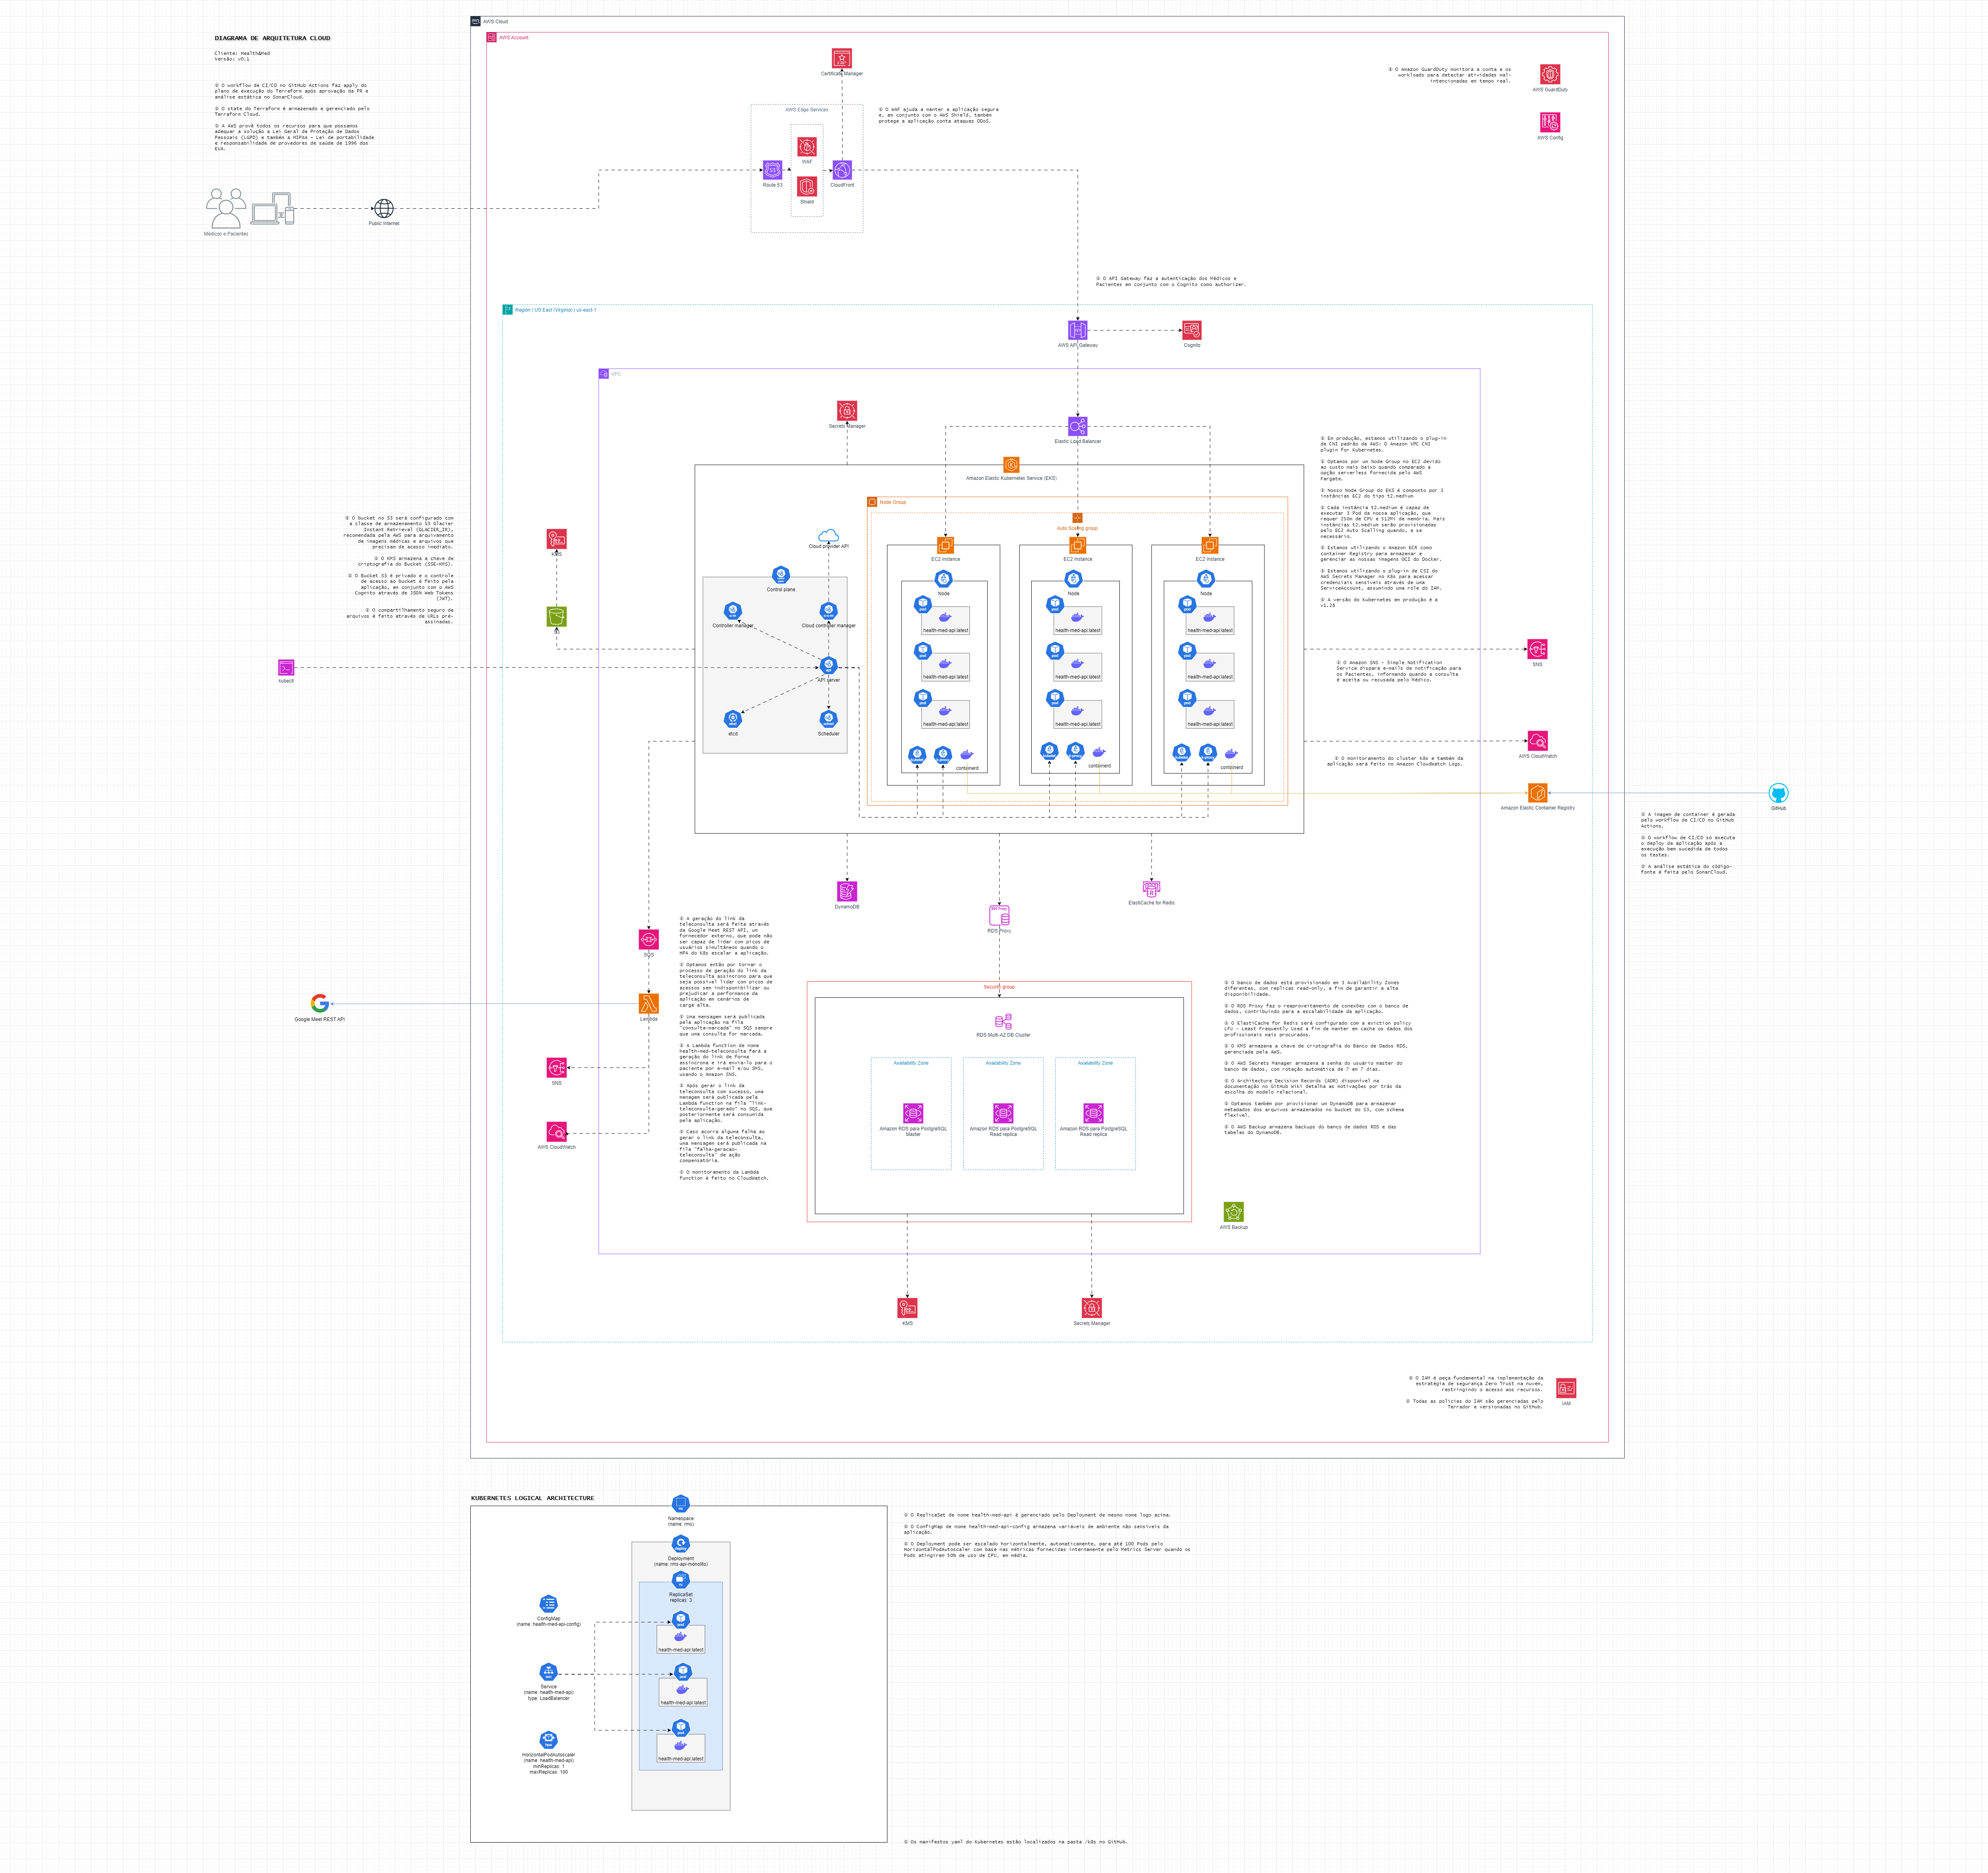 DIAGRAMA DE ARQUITETURA CLOUD
Cliente: Health&Med
Versão: v0.1
① O workflow de CI/CD no GitHub Actions faz apply do
plano de execução do Terraform após aprovação da PR e
análise estática no SonarCloud.
① O state do Terraform é armazenado e gerenciado pelo
Terraform Cloud.
① A AWS provê todos os recursos para que possamos
adequar a solução a Lei Geral de Proteção de Dados
Pessoais (LGPD) e também a HIPAA - Lei de portabilidade
e responsabilidade de provedores de saúde de 1996 dos
EUA.
Médicos e Pacientes
Public Internet
AWS Cloud
AWS Account
Certificate Manager
AWS Edge Services
Route 53
WAF
Shield
CloudFront
① O WAF ajuda a manter a aplicação segura
e, em conjunto com o AWS Shield, também
protege a aplicação conta ataques DDoS.
① O Amazon GuardDuty monitora a conta e os
workloads para detectar atividades mal-
intencionadas em tempo real.
AWS GuardDuty
AWS Config
① O API Gateway faz a autenticação dos Médicos e
Pacientes em conjunto com o Cognito como authorizer.
Region | US East (Virginia) | us-east-1
AWS API Gateway
Cognito
VPC
Secrets Manager
Elastic Load Balancer
Amazon Elastic Kubernetes Service (EKS)
① Em produção, estamos utilizando o plug-in
de CNI padrão da AWS: O Amazon VPC CNI
plugin for Kubernetes.
① Optamos por um Node Group no EC2 devido
ao custo mais baixo quando comparado a
opção serverless fornecida pelo AWS
Fargate.
① Nosso Node Group do EKS é composto por 3
instâncias EC2 do tipo t2.medium
① Cada instância t2.medium é capaz de
executar 3 Pod da nossa aplicação, que
requer 250m de CPU e 512Mi de memória. Mais
instâncias t2.medium serão provisionadas
pelo EC2 Auto Scalling quando, e se
necessário.
① Estamos utilizando o Amazon ECR como
container Registry para armazenar e
gerenciar as nossas imagens OCI do Docker.
① Estamos utilizando o plug-in de CSI do
AWS Secrets Manager no K8s para acessar
credenciais sensíveis através de uma
ServiceAccount, assumindo uma role do IAM.
① A versão do Kubernetes em produção é a
v1.28
① O bucket no S3 será configurado com
a classe de armazenamento S3 Glacier
Instant Retrieval (GLACIER_IR),
recomendada pela AWS para arquivamento
de imagens médicas e arquivos que
precisam de acesso imediato.
① O KMS armazena a chave de
criptografia do Bucket (SSE-KMS).
① O Bucket S3 é privado e o controle
de acesso ao bucket é feito pela
aplicação, em conjunto com o AWS
Cognito através de JSON Web Tokens
(JWT).
① O compartilhamento seguro de
arquivos é feito através de URLs pré-
assinadas.
KMS
S3
kubectl
Cloud provider API
Control plane
Controller manager
Cloud controller manager
API server
etcd
Scheduler
Node Group
Auto Scaling group
EC2 Instance
EC2 Instance
EC2 Instance
Node
Node
Node
pod
pod
pod
health-med-api:latest
health-med-api:latest
health-med-api:latest
pod
pod
pod
health-med-api:latest
health-med-api:latest
health-med-api:latest
pod
pod
pod
health-med-api:latest
health-med-api:latest
health-med-api:latest
containerd
containerd
containerd
SNS
① O Amazon SNS - Simple Notification
Service dispara e-mails de notificação para
os Pacientes, informando quando a consulta
é aceita ou recusada pelo Médico.
AWS CloudWatch
① O monitoramento do cluster K8s e também da
aplicação será feito no Amazon CloudWatch Logs.
Amazon Elastic Container Registry
GitHub
① A imagem de container é gerada
pelo workflow de CI/CD no GitHub
Actions.
① O workflow de CI/CD só executa
o deploy da aplicação após a
execução bem sucedida de todos
os testes.
① A análise estática do código-
fonte é feita pelo SonarCloud.
DynamoDB
RDS Proxy
ElastiCache for Redis
SQS
Lambda
Google Meet REST API
SNS
AWS CloudWatch
① A geração do link da
teleconsulta será feita através
da Google Meet REST API, um
fornecedor externo, que pode não
ser capaz de lidar com picos de
usuários simultâneos quando o
HPA do K8s escalar a aplicação.
① Optamos então por tornar o
processo de geração do link da
teleconsulta assíncrono para que
seja possível lidar com picos de
acessos sem indisponibilizar ou
prejudicar a performance da
aplicação em cenários de
carga alta.
① Uma mensagem será publicada
pela aplicação na fila
"consulta-marcada" no SQS sempre
que uma consulta for marcada.
① A Lambda function de nome
health-med-teleconsulta fará a
geração do link de forma
assíncrona e irá enviá-lo para o
paciente por e-mail e/ou SMS,
usando o Amazon SNS.
① Após gerar o link da
teleconsulta com sucesso, uma
menagem será publicada pela
Lambda function na fila "link-
teleconsulta-gerado" no SQS, que
posteriormente será consumida
pela aplicação.
① Caso acorra alguma falha ao
gerar o link da teleconsulta,
uma mensagem será publicada na
fila "falha-geracao-
teleconsulta" de ação
compensatória.
① O monitoramento da Lambda
function é feito no CloudWatch.
Security group
RDS Multi-AZ DB Cluster
Availability Zone
Availability Zone
Availability Zone
Amazon RDS para PostgreSQL
Master
Amazon RDS para PostgreSQL
Read replica
Amazon RDS para PostgreSQL
Read replica
① O banco de dados está provisionado em 3 Availability Zones
diferentes, com replicas read-only, a fim de garantir a alta
disponibilidade.
① O RDS Proxy faz o reaproveitamento de conexões com o banco de
dados, contribuindo para a escalabilidade da aplicação.
① O ElastiCache for Redis será configurado com a eviction policy
LFU - Least Frequently Used a fim de manter em cache os dados dos
profissionais mais procurados.
① O KMS armazena a chave de criptografia do Banco de Dados RDS,
gerenciada pela AWS.
① O AWS Secrets Manager armazena a senha do usuário master do
banco de dados, com rotação automática de 7 em 7 dias.
① O Architecture Decision Records (ADR) disponível na
documentação no GitHub Wiki detalha as motivações por trás da
escolha do modelo relacional.
① Optamos também por provisionar um DynamoDB para armazenar
metadados dos arquivos armazenados no bucket do S3, com schema
flexível.
① O AWS Backup armazena backups do banco de dados RDS e das
tabelas do DynamoDB.
AWS Backup
KMS
Secrets Manager
① O IAM é peça fundamental na implementação da
estratégia de segurança Zero Trust na nuvem,
restringindo o acesso aos recursos.
① Todas as policies do IAM são gerenciadas pelo
Terrador e versionadas no GitHub.
IAM
KUBERNETES LOGICAL ARCHITECTURE
Namespace
(name: rms)
Deployment
(name: rms-api-monolito)
ReplicaSet
replicas: 3
pod
health-med-api:latest
pod
health-med-api:latest
pod
health-med-api:latest
ConfigMap
(name: health-med-api-config)
Service
(name: health-med-api)
type: LoadBalancer
HorizontalPodAutoscaler
(name: health-med-api)
minReplicas: 1
maxReplicas: 100
① O ReplicaSet de nome health-med-api é gerenciado pelo Deployment de mesmo nome logo acima.
① O ConfigMap de nome health-med-api-config armazena variáveis de ambiente não sensíveis da
aplicação.
① O Deployment pode ser escalado horizontalmente, automaticamente, para até 100 Pods pelo
HorizontalPodAutoscaler com base nas métricas fornecidas internamente pelo Metrics Server quando os
Pods atingirem 50% de uso de CPU, em média.
① Os manifestos yaml do Kubernetes estão localizados na pasta /k8s no GitHub.